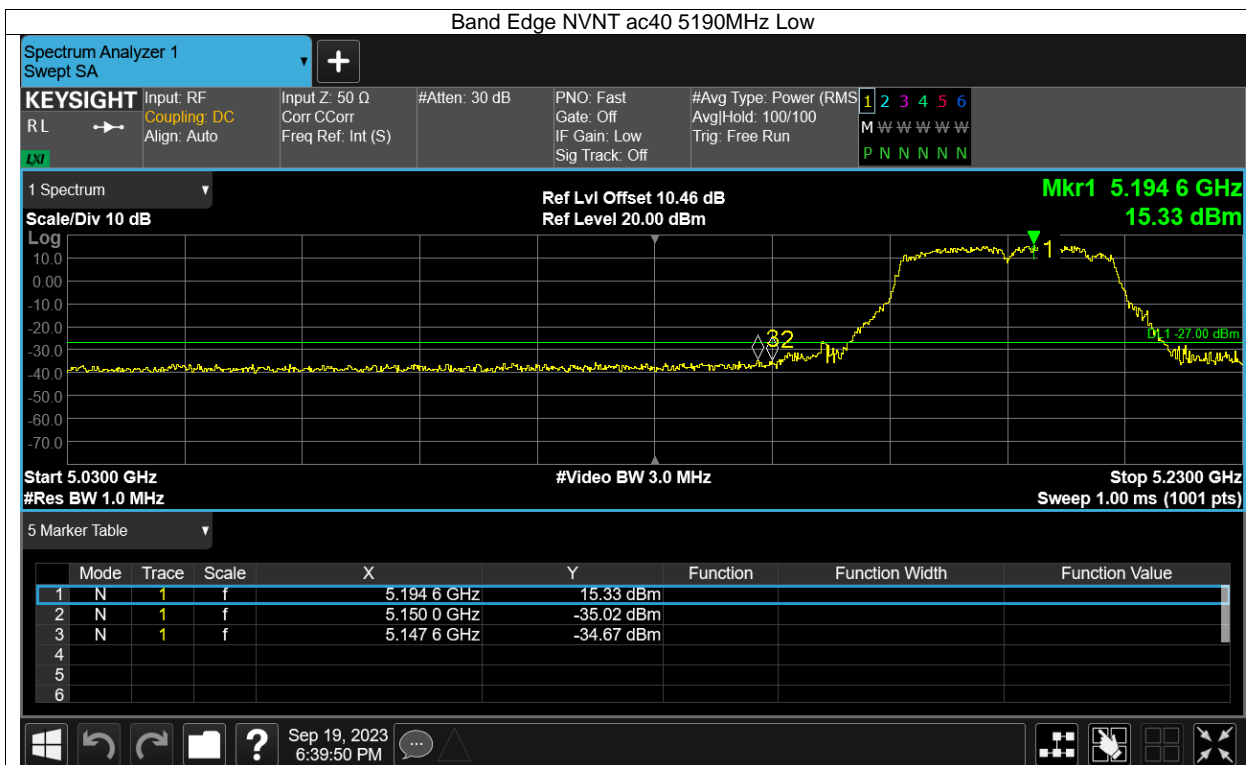 Band Edge NVNT ac40 5190MHz Low
Spectrum Analyzer 1
Swept SA
+
KEYSIGHT Input: RF Input Z: 50 Ω #Atten: 30 dB PNO: Fast #Avg Type: Power (RMS 1 2 3 4 5 6
RL Coupling: DC Corr CCorr Gate: Off Avg|Hold: 100/100 M W W W W W
Align: Auto Freq Ref: Int (S) IF Gain: Low Trig: Free Run
LXI Sig Track: Off P N N N N N
1 Spectrum Ref Lvl Offset 10.46 dB Mkr1 5.194 6 GHz
Scale/Div 10 dB Ref Level 20.00 dBm 15.33 dBm
Log
10.0
0.00
-10.0
-20.0
-30.0
-40.0
-50.0
-60.0
-70.0
1
3 2
DL1 -27.00 dBm
Start 5.0300 GHz #Video BW 3.0 MHz Stop 5.2300 GHz
#Res BW 1.0 MHz Sweep 1.00 ms (1001 pts)
5 Marker Table
Mode Trace Scale X Y Function Function Width Function Value
1 N 1 f 5.194 6 GHz 15.33 dBm
2 N 1 f 5.150 0 GHz -35.02 dBm
3 N 1 f 5.147 6 GHz -34.67 dBm
4
5
6
? Sep 19, 2023
6:39:50 PM